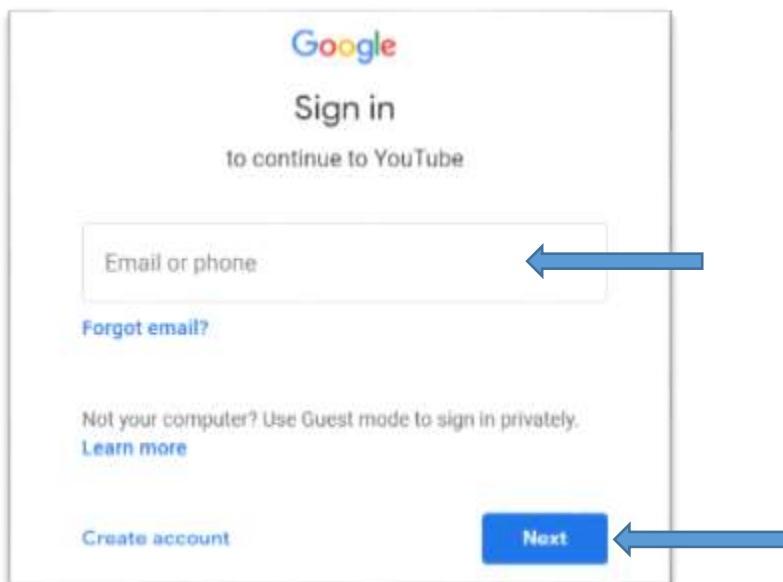 Google
Sign in
to continue to YouTube
Email or phone
Forgot email?
Not your computer? Use Guest mode to sign in privately.
Learn more
Create account
Next